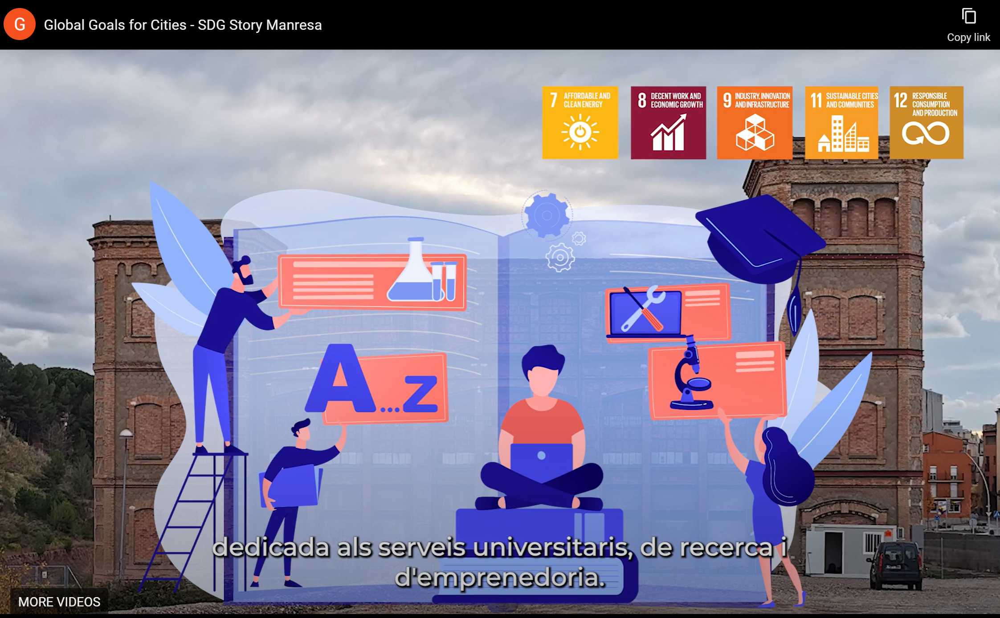 G
Global Goals for Cities - SDG Story Manresa
Copy link
7 AFFORDABLE AND
CLEAN ENERGY
8 DECENT WORK AND
ECONOMIC GROWTH
9 INDUSTRY, INNOVATION
AND INFRASTRUCTURE
11 SUSTAINABLE CITIES
AND COMMUNITIES
12 RESPONSIBLE
CONSUMPTION
AND PRODUCTION
A...z
dedicada als serveis universitaris, de recerca i
d'emprenedoria.
MORE VIDEOS